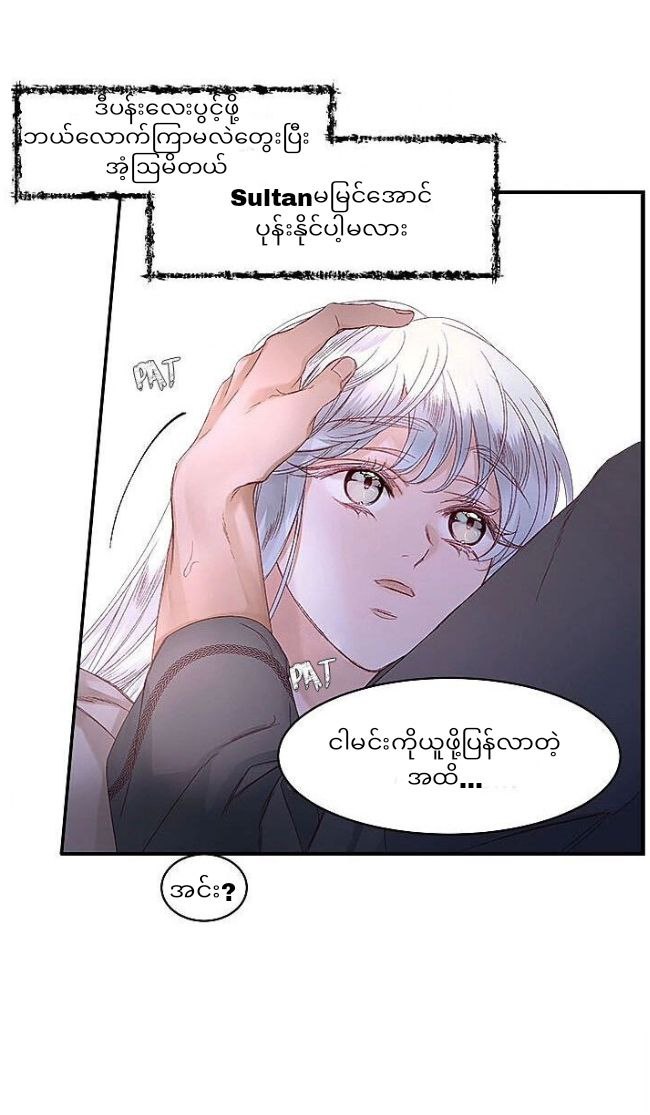 ဒီပန်းလေးပွင့်ဖို့
ဘယ်လောက်ကြာမလဲတွေးပြီး
အံ့ဩမိတယ်
Sultanမမြင်အောင်
ပုန်းနိုင်ပါ့မလား
PAT
PAT
ငါမင်းကိုယူဖို့ပြန်လာတဲ့
အထိ...
အင်း?